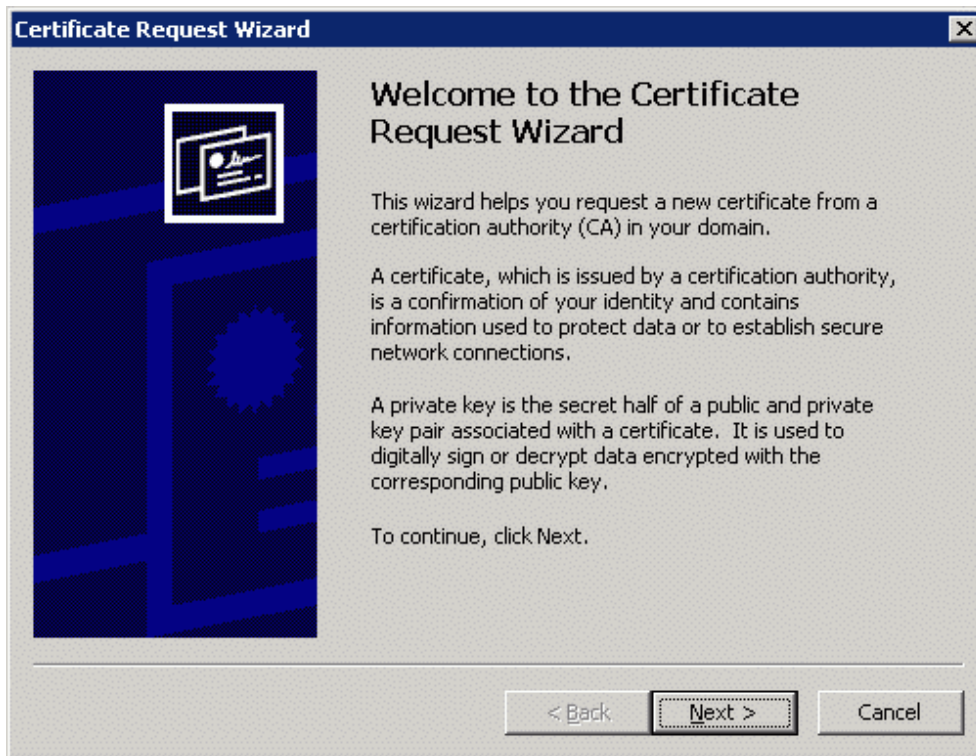 Certificate Request Wizard
Welcome to the Certificate
Request Wizard
This wizard helps you request a new certificate from a
certification authority (CA) in your domain.
A certificate, which is issued by a certification authority,
is a confirmation of your identity and contains
information used to protect data or to establish secure
network connections.
A private key is the secret half of a public and private
key pair associated with a certificate.  It is used to
digitally sign or decrypt data encrypted with the
corresponding public key.
To continue, click Next.
< Back Next > Cancel